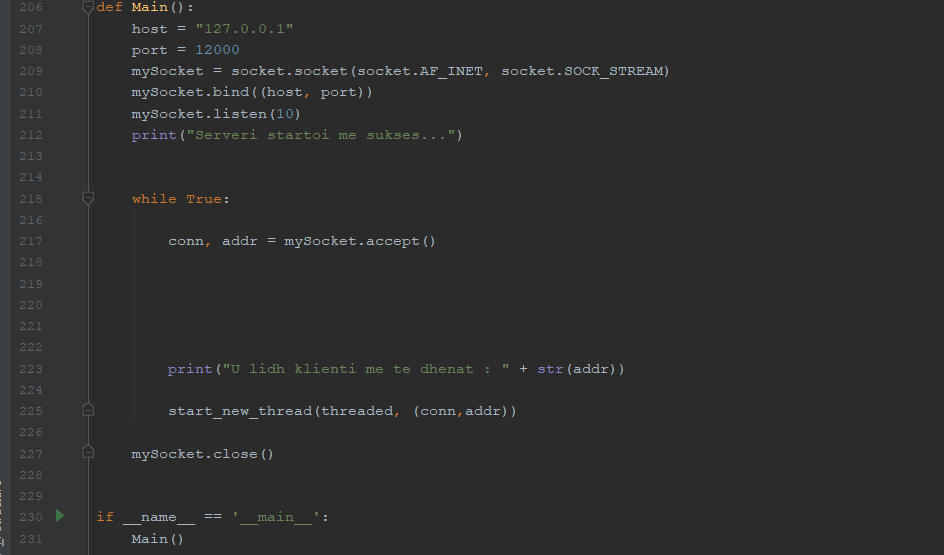 206 def Main():
207 host = "127.0.0.1"
208 port = 12000
209 mySocket = socket.socket(socket.AF_INET, socket.SOCK_STREAM)
210 mySocket.bind((host, port))
211 mySocket.listen(10)
212 print("Serveri startoi me sukses...")
213
214
215 while True:
216
217 conn, addr = mySocket.accept()
218
219
220
221
222
223 print("U lidh klienti me te dhenat : " + str(addr))
224
225 start_new_thread(threaded, (conn,addr))
226
227 mySocket.close()
228
229
230 if __name__ == '__main__':
231 Main()